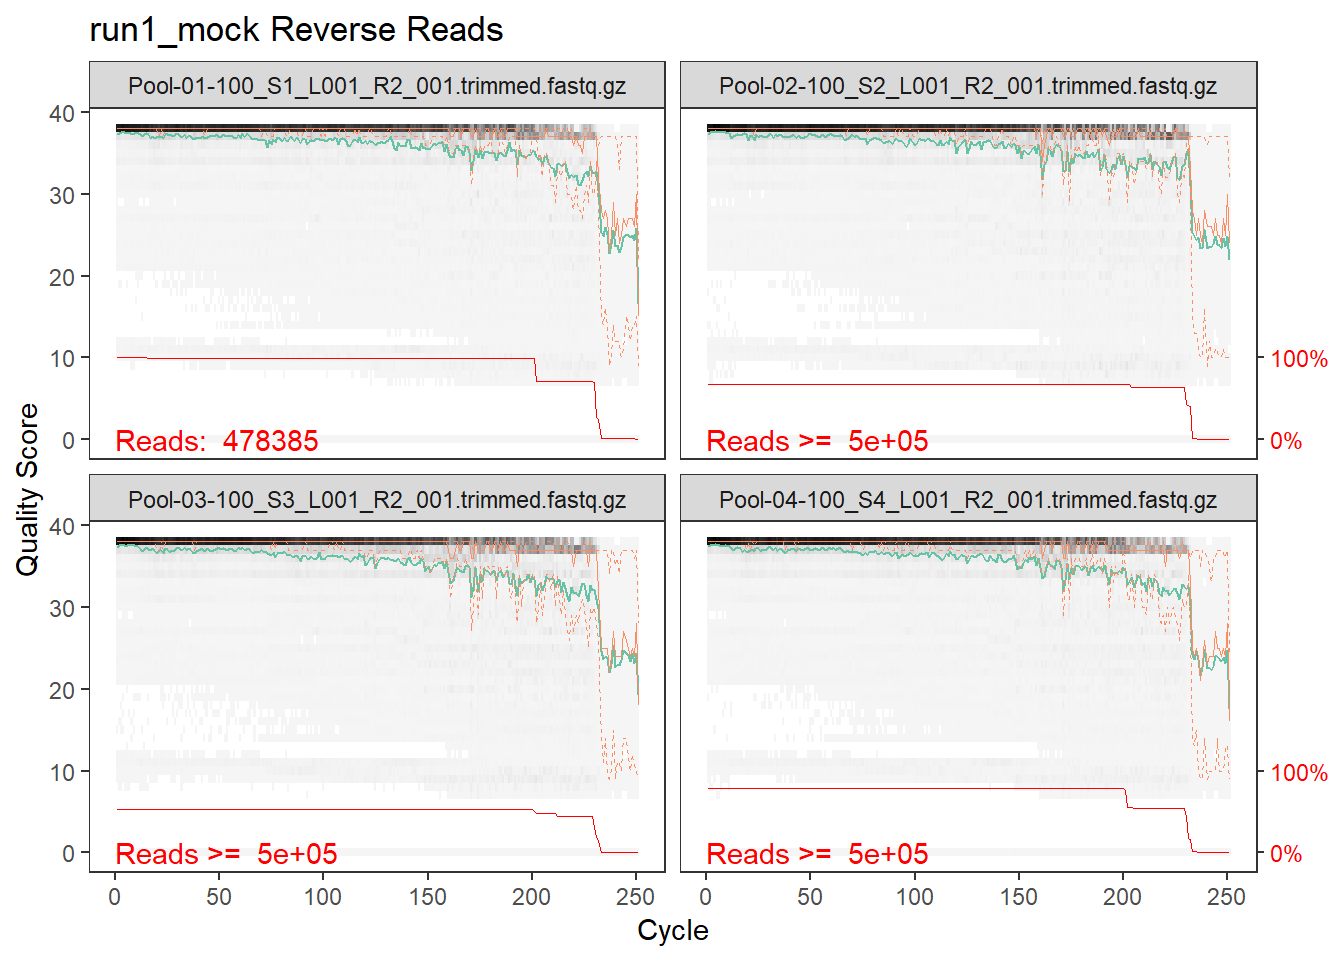 run1_mock Reverse Reads
Pool-01-100_S1_L001_R2_001.trimmed.fastq.gz
Pool-02-100_S2_L001_R2_001.trimmed.fastq.gz
40
30
20
10
0
Reads: 478385
Reads >= 5e+05
100%
0%
Pool-03-100_S3_L001_R2_001.trimmed.fastq.gz
Pool-04-100_S4_L001_R2_001.trimmed.fastq.gz
40
30
20
10
0
Reads >= 5e+05
Reads >= 5e+05
100%
0%
0 50 100 150 200 250
0 50 100 150 200 250
Cycle
Quality Score